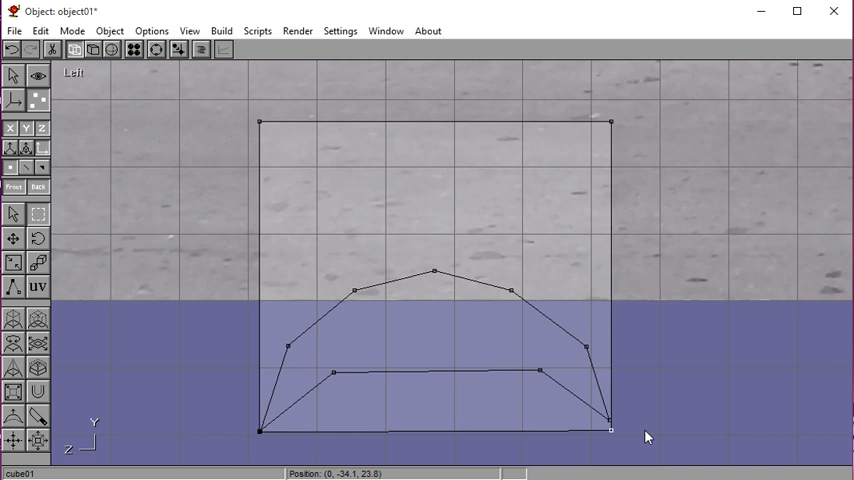 Object: object01*
File Edit Mode Object Options View Build Scripts Render Settings Window About
Left
X Y Z
Front Back
uv
Y
Z
cube01 Position: (0, -34.1, 23.8)